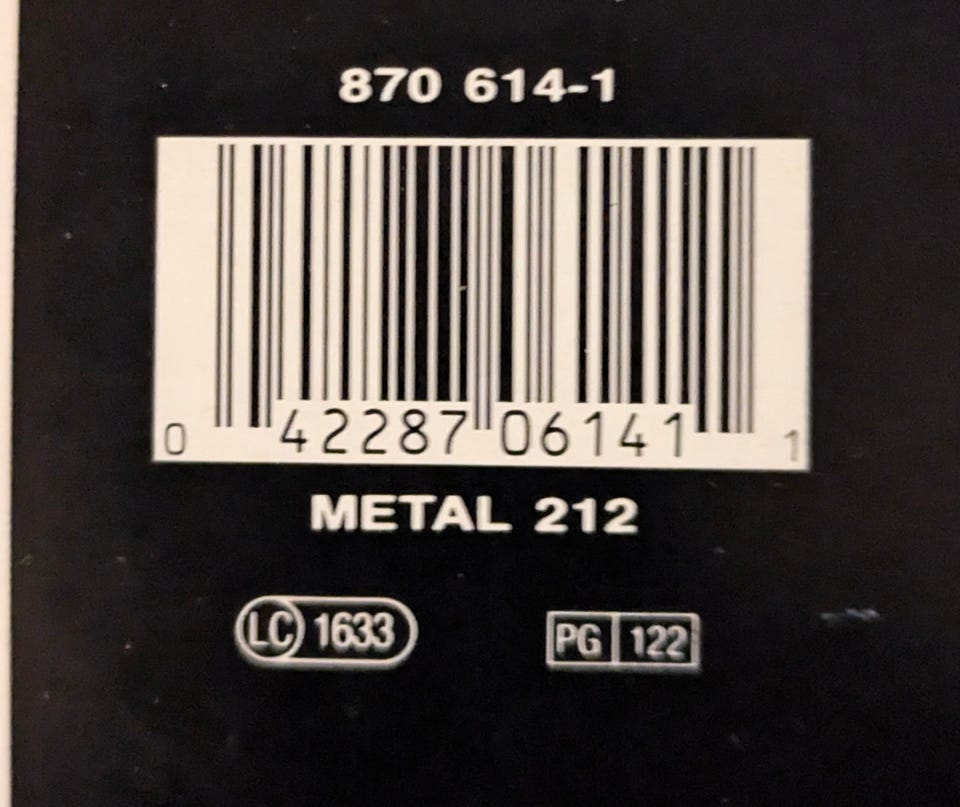 870 614-1
0 42287 06141 1
METAL 212
LC 1633 PG 122